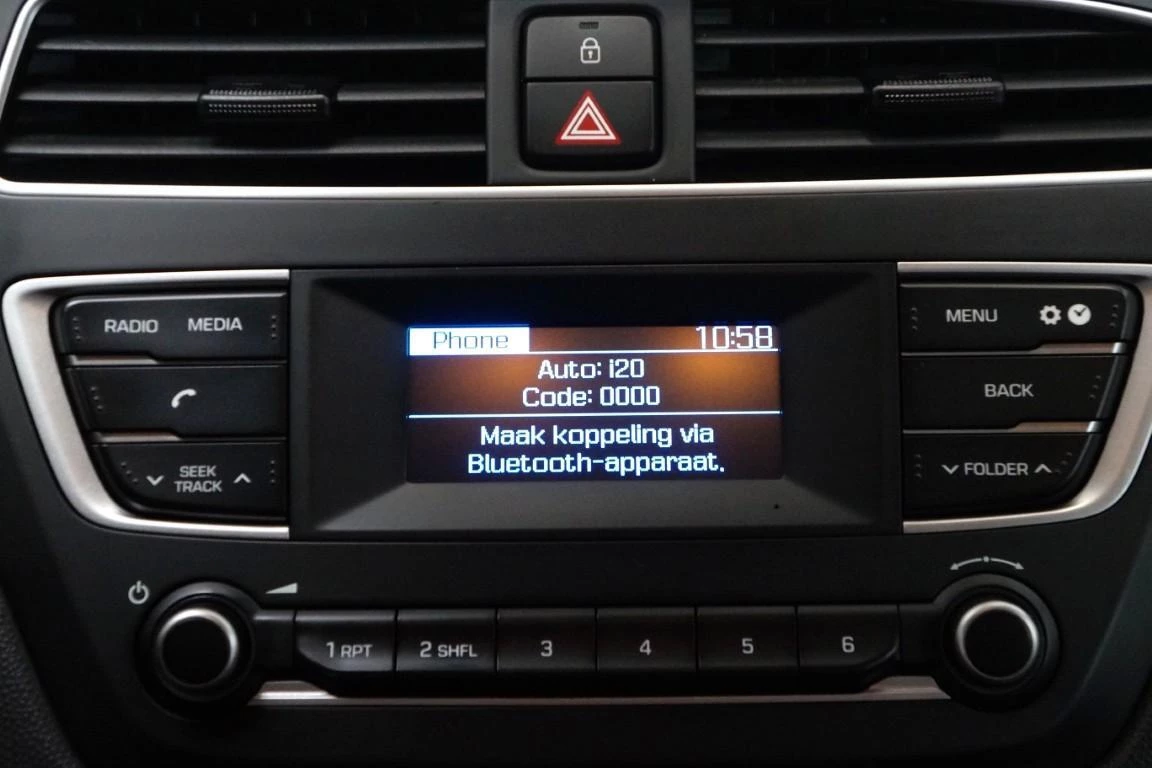 RADIO MEDIA
SEEK
TRACK
Phone 10:58
Auto: i20
Code: 0000
Maak koppeling via
Bluetooth-apparaat.
MENU
BACK
FOLDER
1 RPT 2 SHFL 3 4 5 6